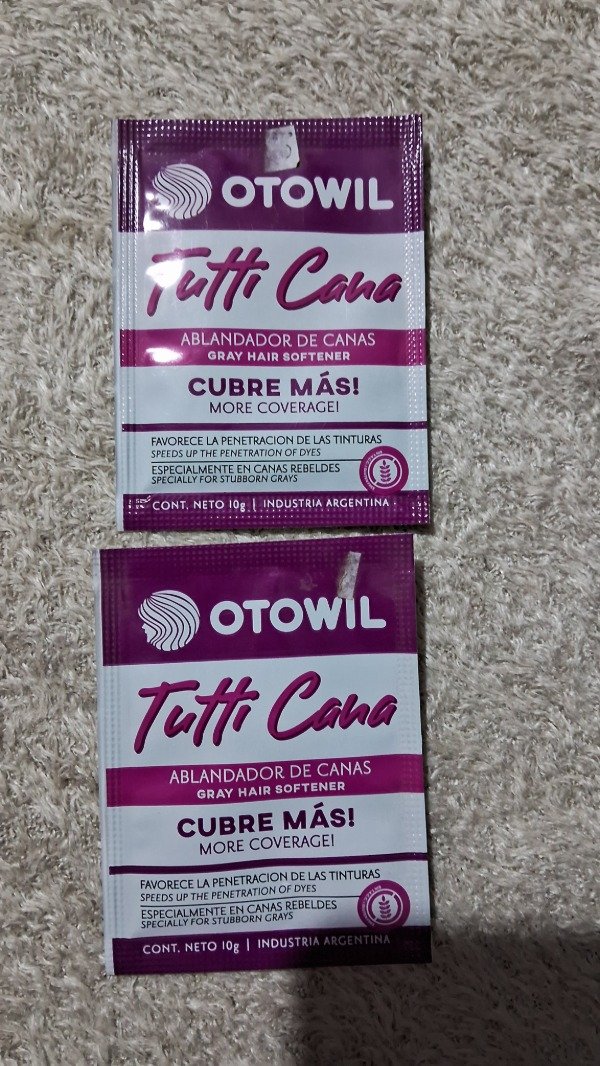 OTOWIL
Tutti Cana
ABLANDADOR DE CANAS
GRAY HAIR SOFTENER
CUBRE MÁS!
MORE COVERAGE!
FAVORECE LA PENETRACION DE LAS TINTURAS
SPEEDS UP THE PENETRATION OF DYES
ESPECIALMENTE EN CANAS REBELDES
SPECIALLY FOR STUBBORN GRAYS
CONT. NETO 10g | INDUSTRIA ARGENTINA
OTOWIL
Tutti Cana
ABLANDADOR DE CANAS
GRAY HAIR SOFTENER
CUBRE MÁS!
MORE COVERAGE!
FAVORECE LA PENETRACION DE LAS TINTURAS
SPEEDS UP THE PENETRATION OF DYES
ESPECIALMENTE EN CANAS REBELDES
SPECIALLY FOR STUBBORN GRAYS
CONT. NETO 10g | INDUSTRIA ARGENTINA